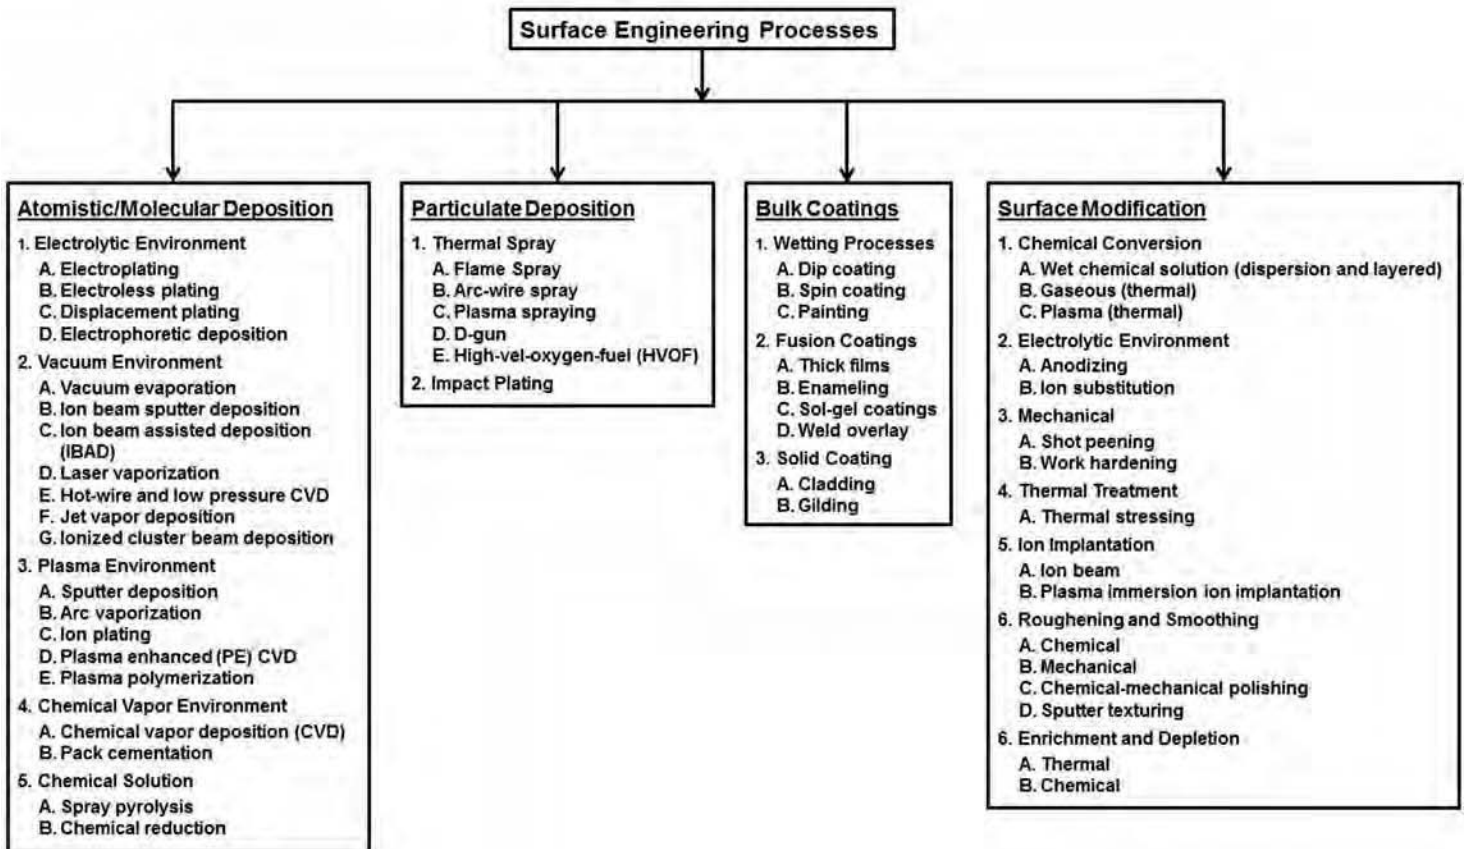 Surface Engineering Processes
Atomistic/Molecular Deposition
1. Electrolytic Environment
A. Electroplating
B. Electroless plating
C. Displacement plating
D. Electrophoretic deposition
2. Vacuum Environment
A. Vacuum evaporation
B. Ion beam sputter deposition
C. Ion beam assisted deposition
(IBAD)
D. Laser vaporization
E. Hot-wire and low pressure CVD
F. Jet vapor deposition
G. Ionized cluster beam deposition
3. Plasma Environment
A. Sputter deposition
B. Arc vaporization
C. Ion plating
D. Plasma enhanced (PE) CVD
E. Plasma polymerization
4. Chemical Vapor Environment
A. Chemical vapor deposition (CVD)
B. Pack cementation
5. Chemical Solution
A. Spray pyrolysis
B. Chemical reduction
Particulate Deposition
1. Thermal Spray
A. Flame Spray
B. Arc-wire spray
C. Plasma spraying
D. D-gun
E. High-vel-oxygen-fuel (HVOF)
2. Impact Plating
Bulk Coatings
1. Wetting Processes
A. Dip coating
B. Spin coating
C. Painting
2. Fusion Coatings
A. Thick films
B. Enameling
C. Sol-gel coatings
D. Weld overlay
3. Solid Coating
A. Cladding
B. Gilding
Surface Modification
1. Chemical Conversion
A. Wet chemical solution (dispersion and layered)
B. Gaseous (thermal)
C. Plasma (thermal)
2. Electrolytic Environment
A. Anodizing
B. Ion substitution
3. Mechanical
A. Shot peening
B. Work hardening
4. Thermal Treatment
A. Thermal stressing
5. Ion Implantation
A. Ion beam
B. Plasma immersion ion implantation
6. Roughening and Smoothing
A. Chemical
B. Mechanical
C. Chemical-mechanical polishing
D. Sputter texturing
6. Enrichment and Depletion
A. Thermal
B. Chemical